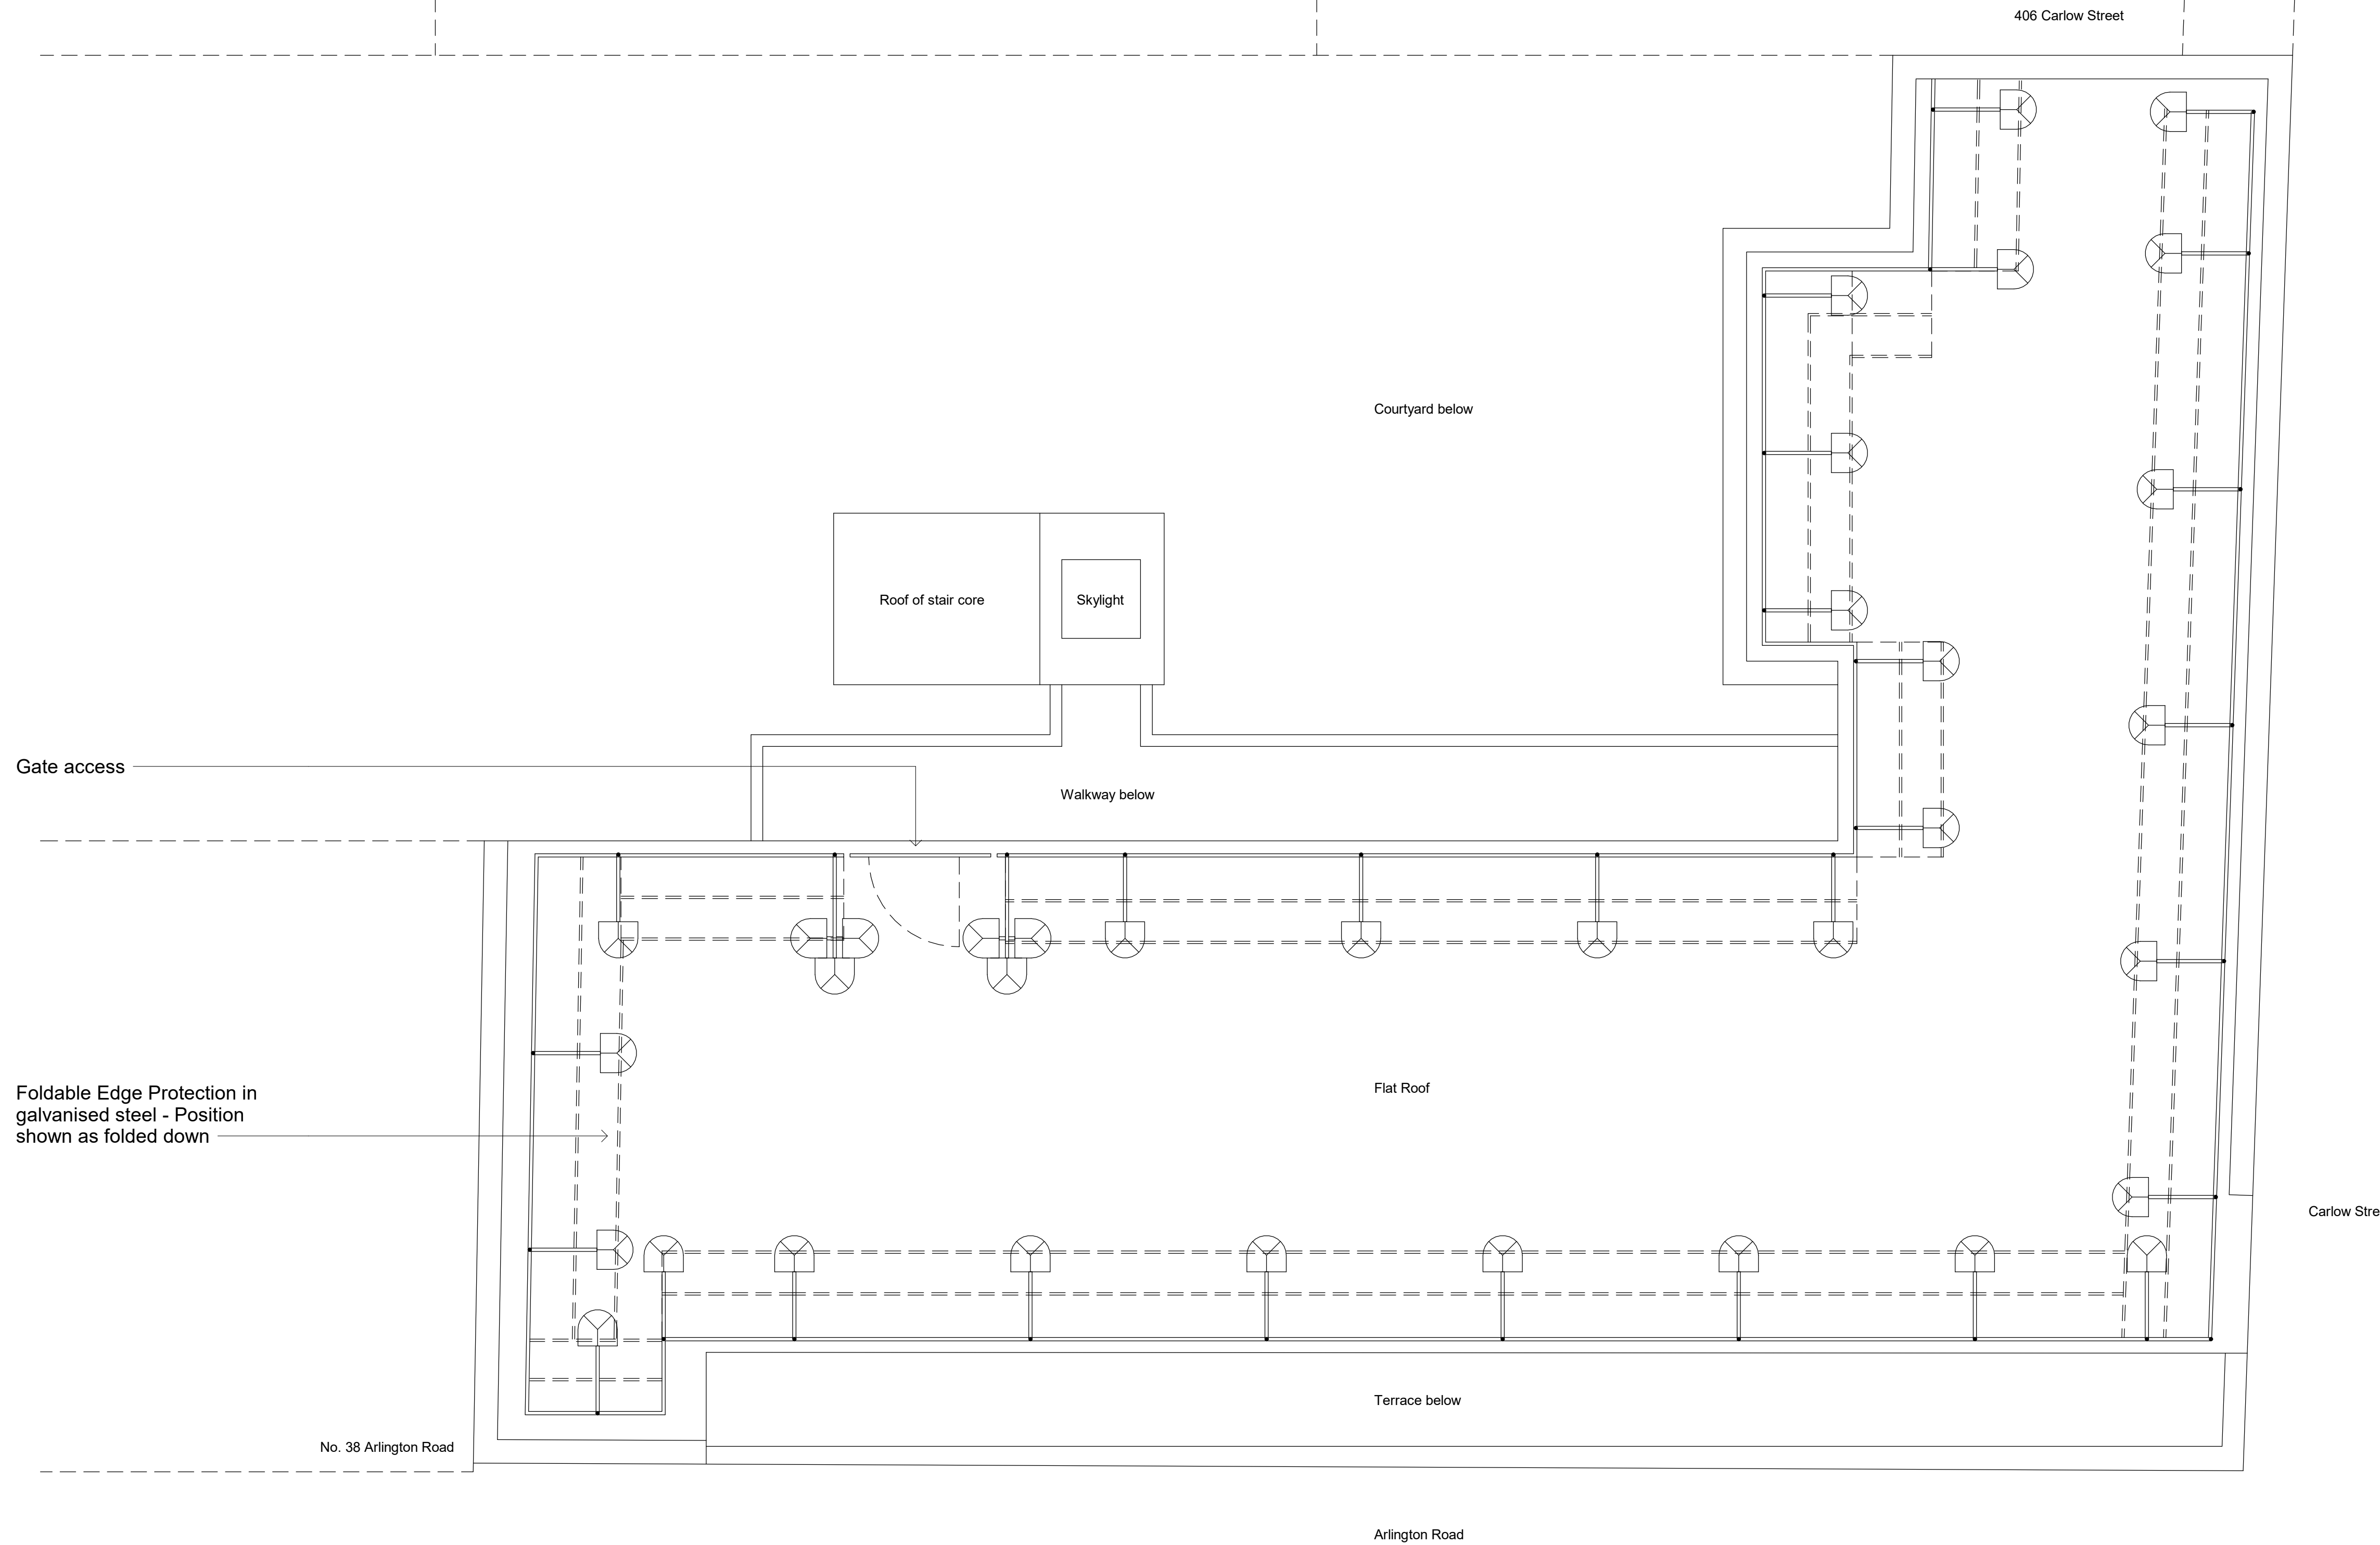 406 Carlow Street
Courtyard below
Roof of stair core
Skylight
Gate access
Walkway below
Foldable Edge Protection in
galvanised steel - Position
shown as folded down
Flat Roof
Carlow Stre
Terrace below
No. 38 Arlington Road
Arlington Road